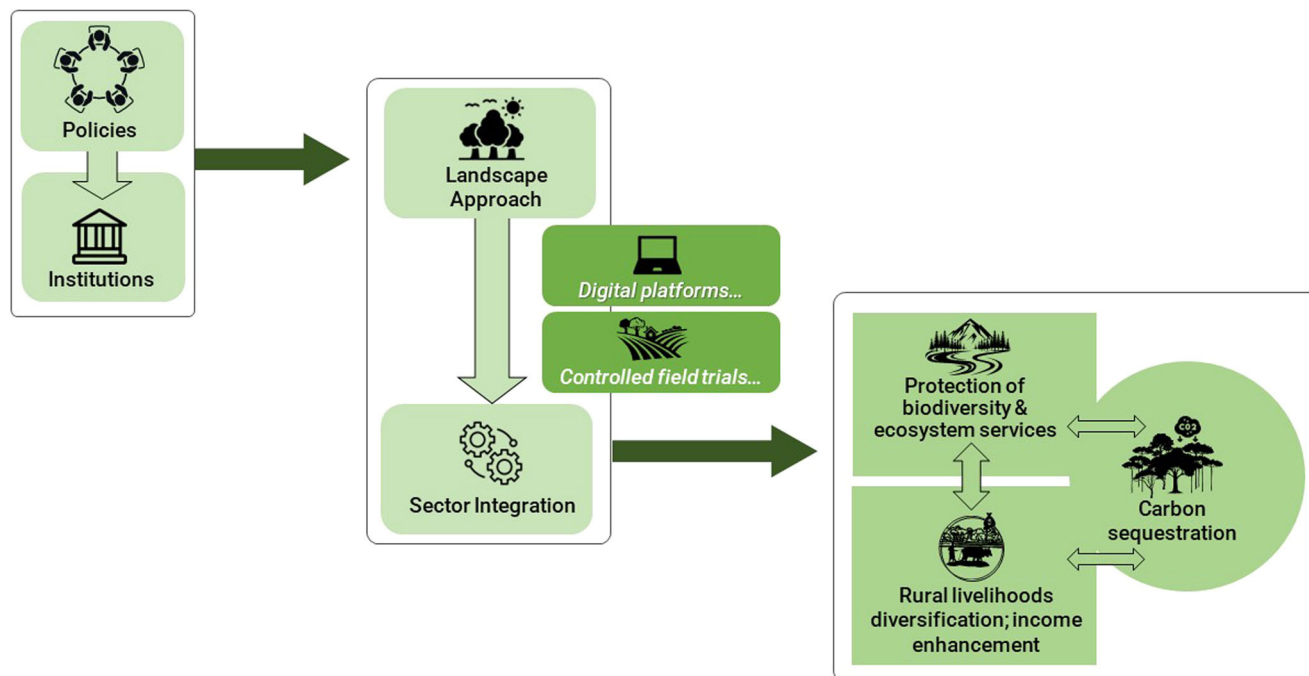 Policies
Institutions
Landscape
Approach
Digital platforms…
Controlled field trials…
Sector Integration
Protection of
biodiversity &
ecosystem services
CO2
Carbon
sequestration
Rural livelihoods
diversification; income
enhancement